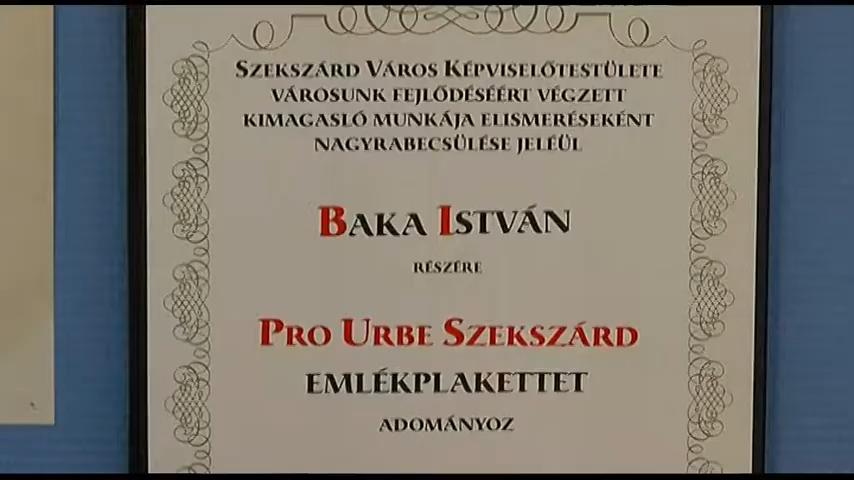 SZEKSZÁRD VÁROS KÉPVISELŐTESTÜLETE
VÁROSUNK FEJLŐDÉSÉÉRT VÉGZETT
KIMAGASLÓ MUNKÁJA ELISMERÉSEKÉNT
NAGYRABECSÜLÉSE JELÉÜL
BAKA ISTVÁN
RÉSZÉRE
PRO URBE SZEKSZÁRD
EMLÉKPLAKETTET
ADOMÁNYOZ